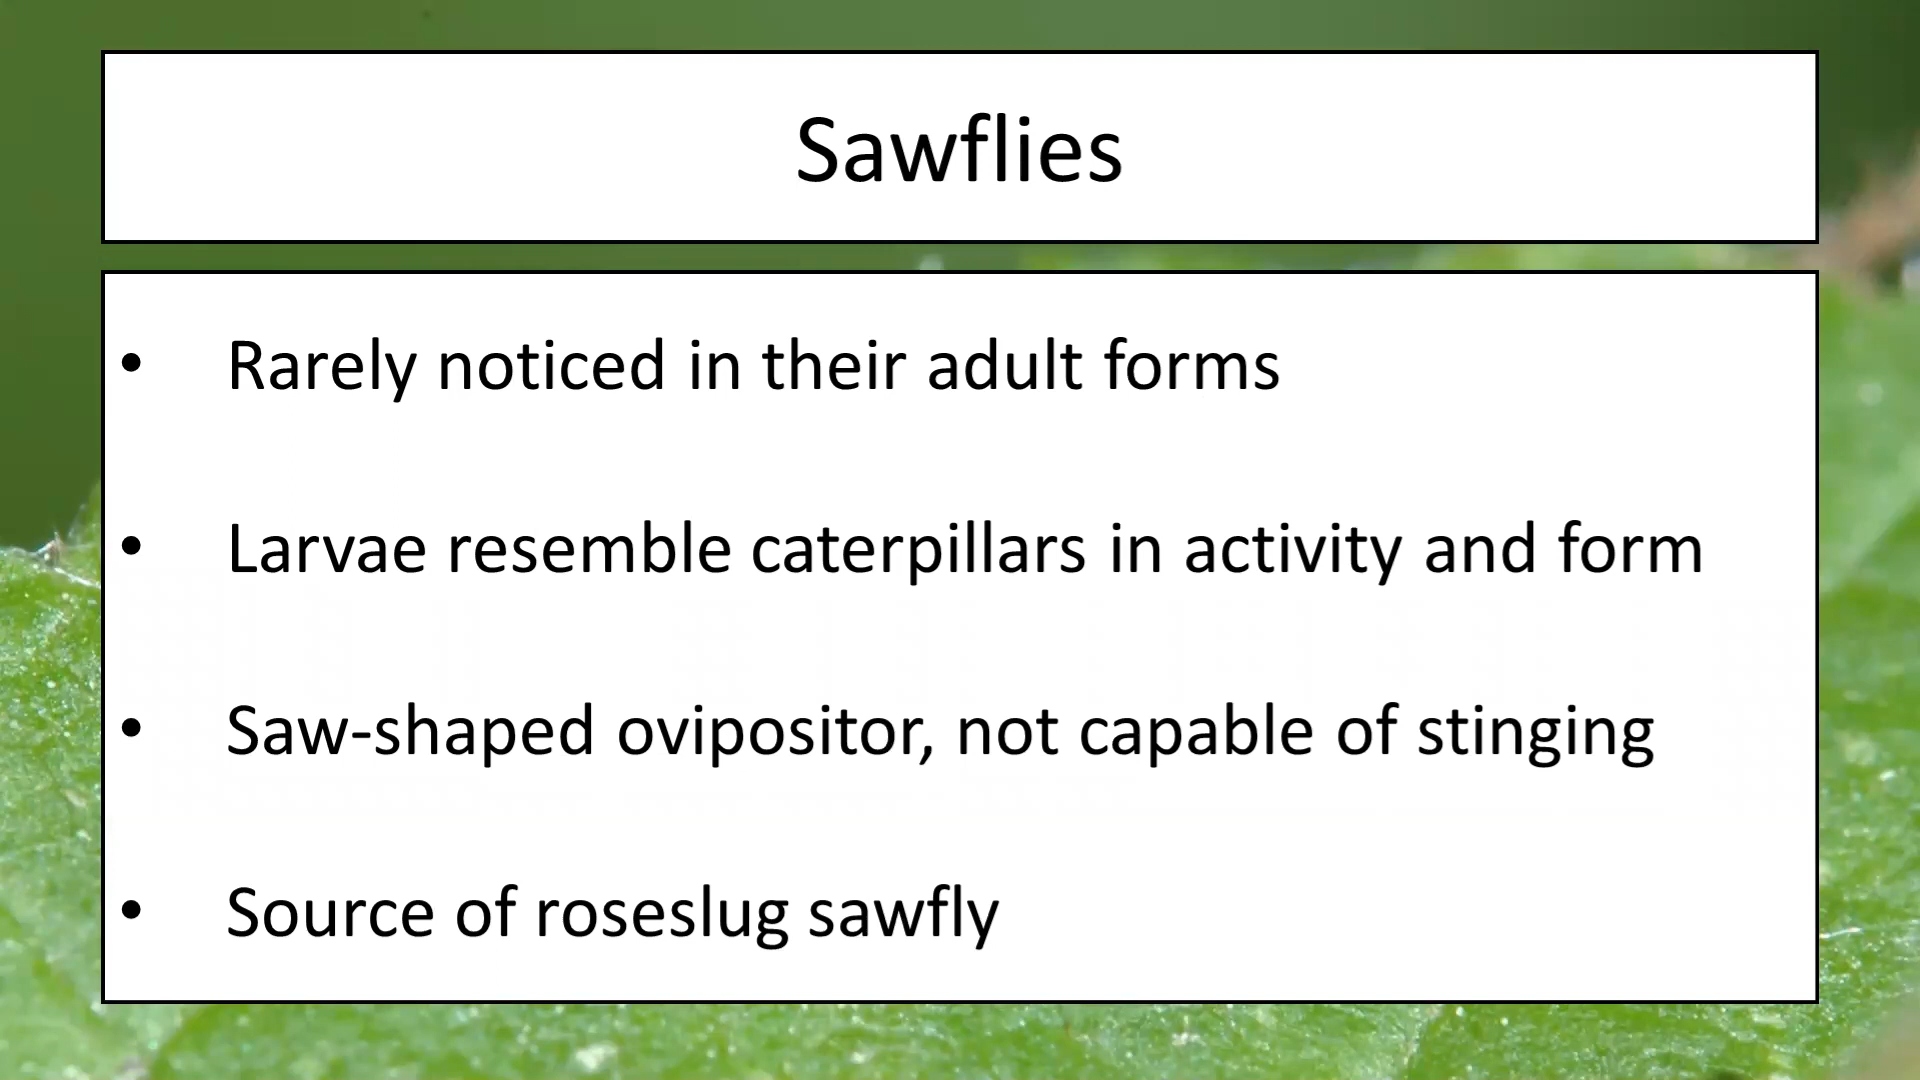 Sawflies
• Rarely noticed in their adult forms
• Larvae resemble caterpillars in activity and form
• Saw-shaped ovipositor, not capable of stinging
• Source of roseslug sawfly